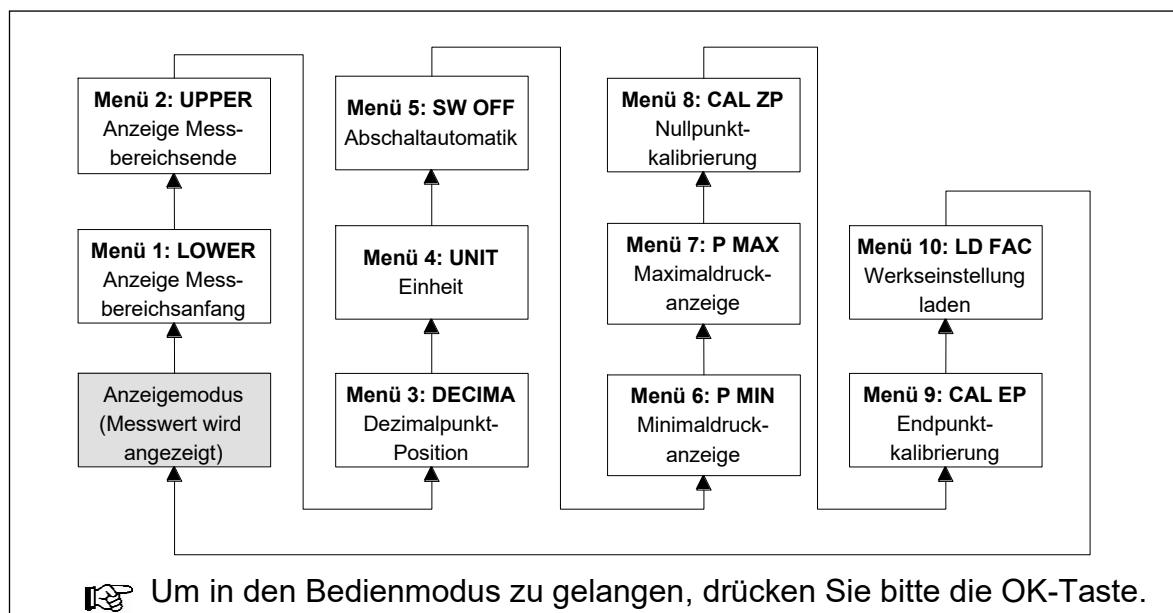 Menü 2: UPPER
Anzeige Mess-
bereichsende
Menü 1: LOWER
Anzeige Mess-
bereichsanfang
Anzeigemodus
(Messwert wird
angezeigt)
Menü 5: SW OFF
Abschaltautomatik
Menü 4: UNIT
Einheit
Menü 3: DECIMA
Dezimalpunkt-
Position
Menü 8: CAL ZP
Nullpunkt-
kalibrierung
Menü 7: P MAX
Maximaldruck-
anzeige
Menü 6: P MIN
Minimaldruck-
anzeige
Menü 10: LD FAC
Werkseinstellung
laden
Menü 9: CAL EP
Endpunkt-
kalibrierung
Um in den Bedienmodus zu gelangen, drücken Sie bitte die OK-Taste.